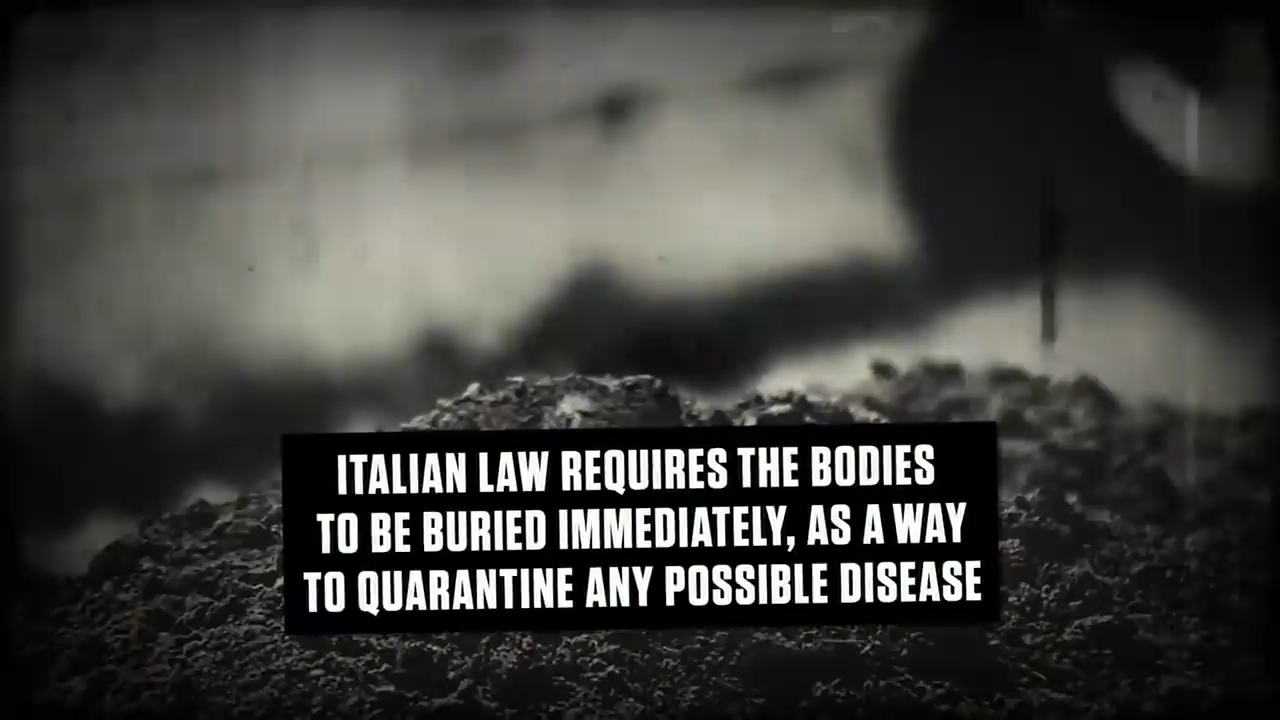 ITALIAN LAW REQUIRES THE BODIES
TO BE BURIED IMMEDIATELY, AS A WAY
TO QUARANTINE ANY POSSIBLE DISEASE